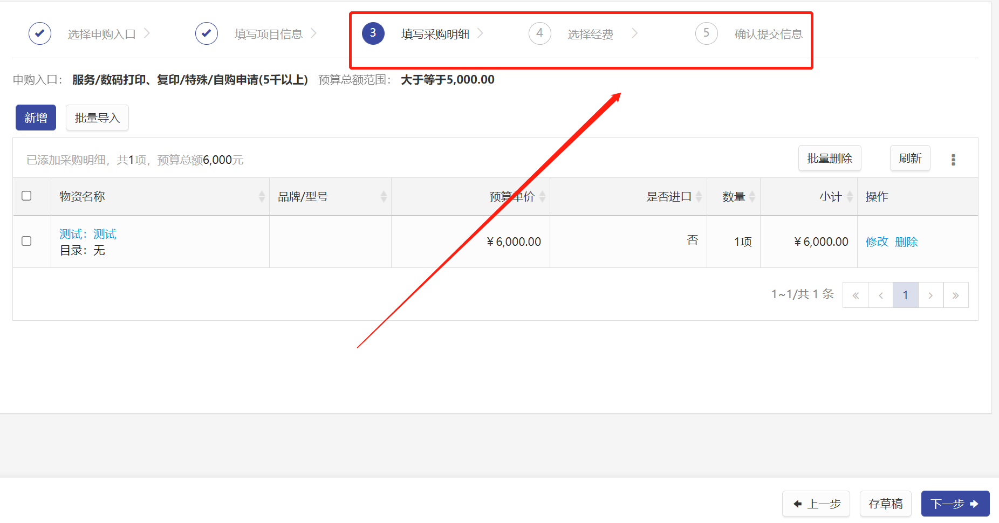 选择申购入口 填写项目信息 3 填写采购明细 4 选择经费 5 确认提交信息
申购入口： 服务/数码打印、复印/特殊/自购申请(5千以上) 预算总额范围： 大于等于5,000.00
新增 批量导入
已添加采购明细，共1项，预算总额6,000元 批量删除 刷新
物资名称 品牌/型号 预算单价 是否进口 数量 小计 操作
测试：测试
目录：无
¥ 6,000.00 否 1项 ¥ 6,000.00 修改 删除
1~1/共 1 条 « ‹ 1 › »
上一步 存草稿 下一步